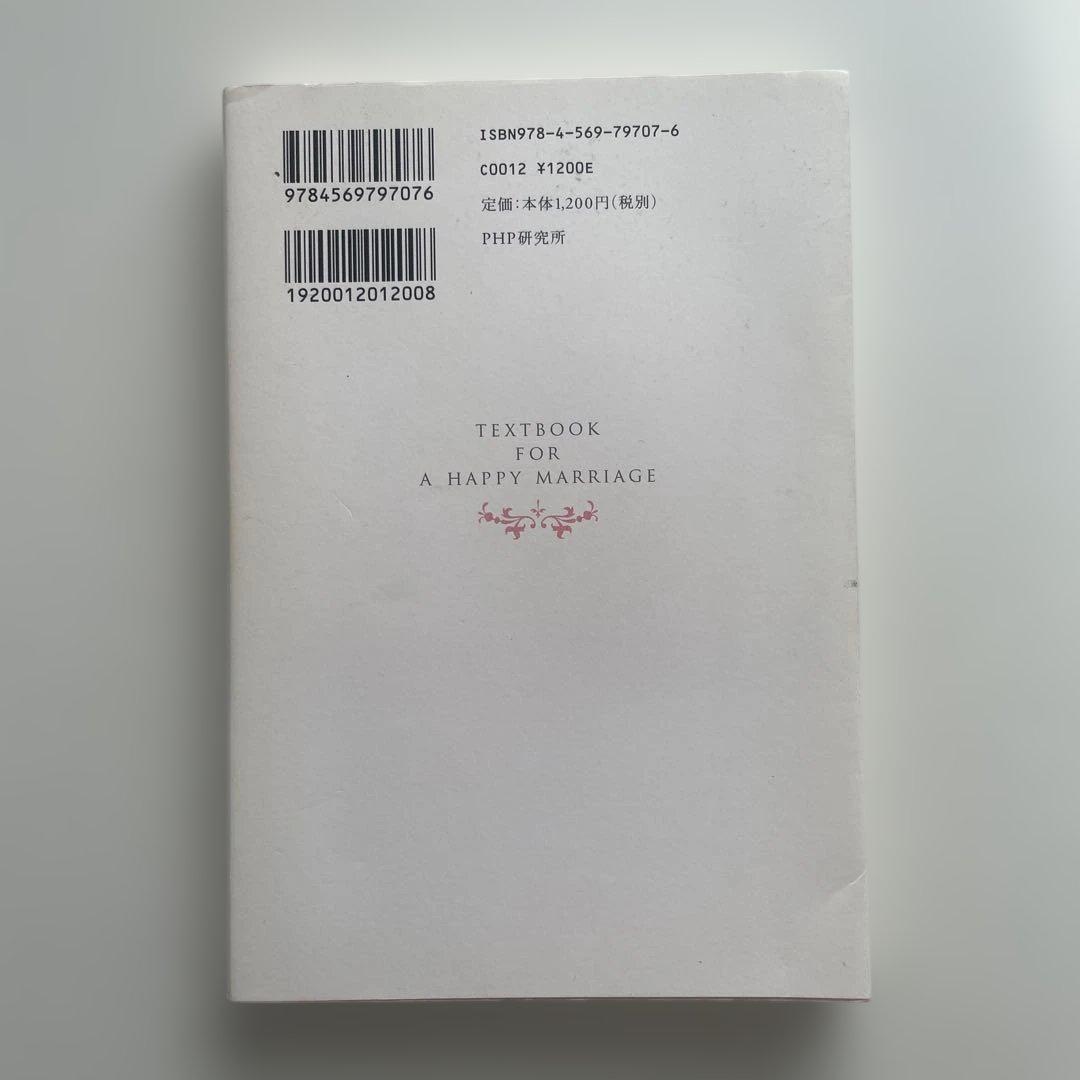 ISBN978-4-569-79707-6
9784569797076
C0012 ¥1200E
定価:本体1,200円(税別)
PHP研究所
1920012012008
TEXTBOOK
FOR
A HAPPY MARRIAGE